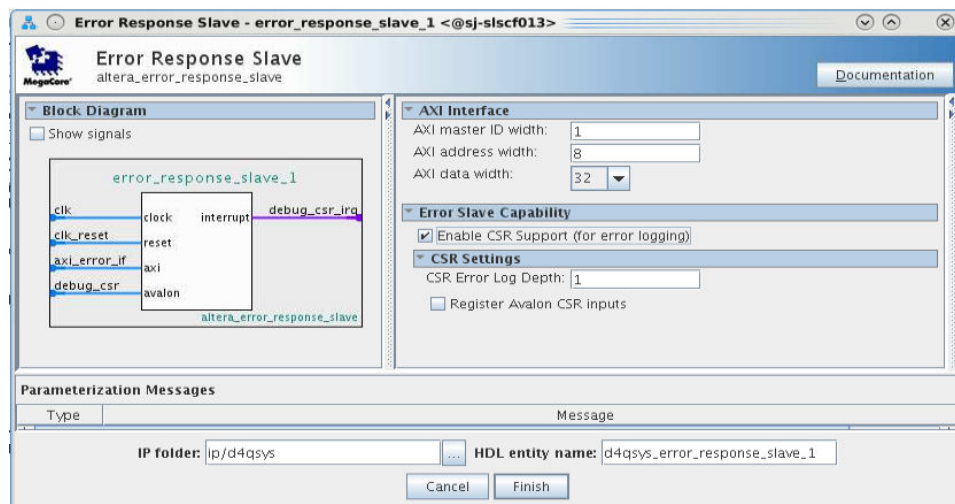 Error Response Slave - error_response_slave_1 <@sj-slscf013>
MegaCore®
Error Response Slave
altera_error_response_slave
Documentation
Block Diagram
Show signals
error_response_slave_1
clk
clock
interrupt
debug_csr_irq
clk_reset
reset
axi_error_if
axi
debug_csr
avalon
altera_error_response_slave
AXI Interface
AXI master ID width: 1
AXI address width: 8
AXI data width: 32
Error Slave Capability
Enable CSR Support (for error logging)
CSR Settings
CSR Error Log Depth: 1
Register Avalon CSR inputs
Parameterization Messages
Type Message
IP folder: ip/d4qsys ... HDL entity name: d4qsys_error_response_slave_1
Cancel Finish